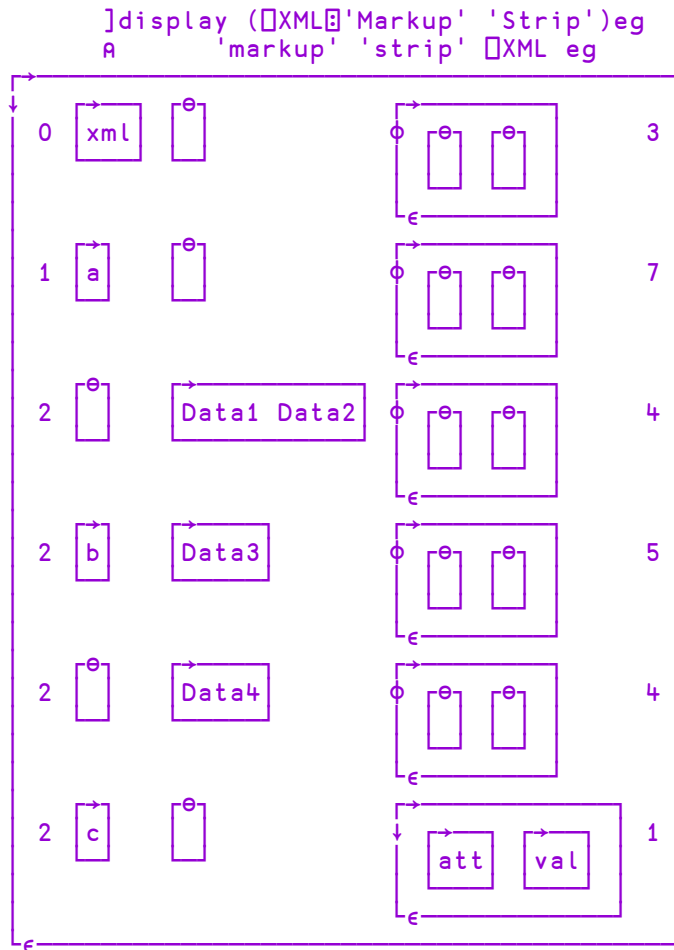 ]display (⎕XML⍠'Markup' 'Strip')eg
⍝ 'markup' 'strip' ⎕XML eg
┌→────────────────────────────────────────
↓    ┌→──┐  ┌⊖┐            ┌→────────┐
│ 0  │xml│  │ │            ⌽ ┌⊖┐ ┌⊖┐ │     3
│    └───┘  └─┘            │ │ │ │ │ │
│                          │ └─┘ └─┘ │
│                          └∊────────┘
│    ┌→┐    ┌⊖┐            ┌→────────┐
│ 1  │a│    │ │            ⌽ ┌⊖┐ ┌⊖┐ │     7
│    └─┘    └─┘            │ │ │ │ │ │
│                          │ └─┘ └─┘ │
│                          └∊────────┘
│    ┌⊖┐    ┌→──────────┐  ┌→────────┐
│ 2  │ │    │Data1 Data2│  ⌽ ┌⊖┐ ┌⊖┐ │     4
│    └─┘    └───────────┘  │ │ │ │ │ │
│                          │ └─┘ └─┘ │
│                          └∊────────┘
│    ┌→┐    ┌→────┐        ┌→────────┐
│ 2  │b│    │Data3│        ⌽ ┌⊖┐ ┌⊖┐ │     5
│    └─┘    └─────┘        │ │ │ │ │ │
│                          │ └─┘ └─┘ │
│                          └∊────────┘
│    ┌⊖┐    ┌→────┐        ┌→────────┐
│ 2  │ │    │Data4│        ⌽ ┌⊖┐ ┌⊖┐ │     4
│    └─┘    └─────┘        │ │ │ │ │ │
│                          │ └─┘ └─┘ │
│                          └∊────────┘
│    ┌→┐    ┌⊖┐            ┌→────────────┐
│ 2  │c│    │ │            ↓ ┌→──┐ ┌→──┐ │ 1
│    └─┘    └─┘            │ │att│ │val│ │
│                          │ └───┘ └───┘ │
│                          └∊────────────┘
└∊────────────────────────────────────────